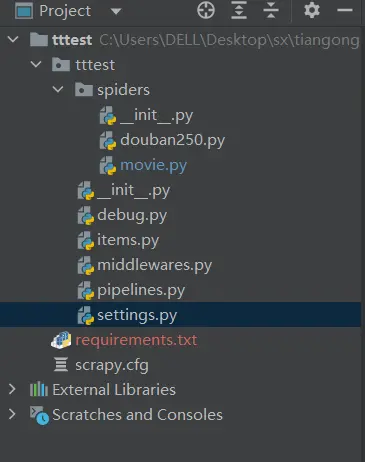 Project
tttest C:\Users\DELL\Desktop\sx\tiangong
tttest
spiders
__init__.py
douban250.py
movie.py
__init__.py
debug.py
items.py
middlewares.py
pipelines.py
settings.py
requirements.txt
scrapy.cfg
External Libraries
Scratches and Consoles